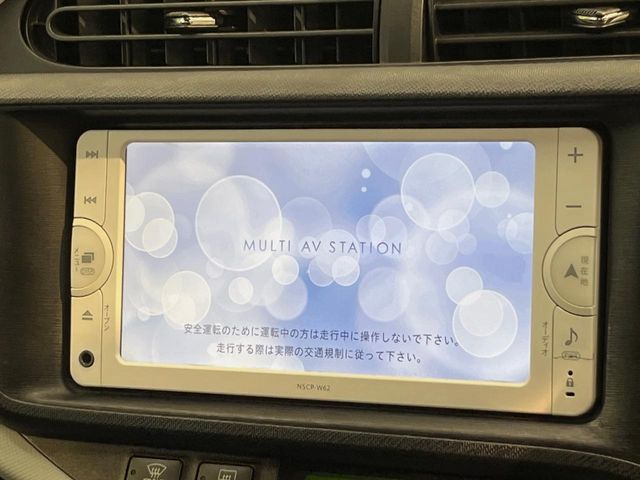 MULTI AV STATION
安全運転のために運転中の方は走行中に操作しないで下さい。
走行する際は実際の交通規制に従って下さい。
NSCP-W62
メニュー
オープン
現在地
オーディオ